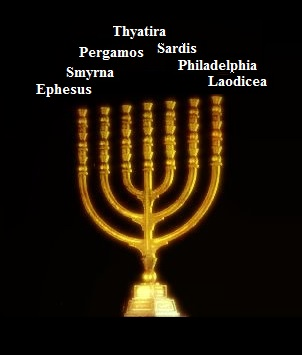 Thyatira
Pergamos Sardis
Smyrna Philadelphia
Ephesus Laodicea